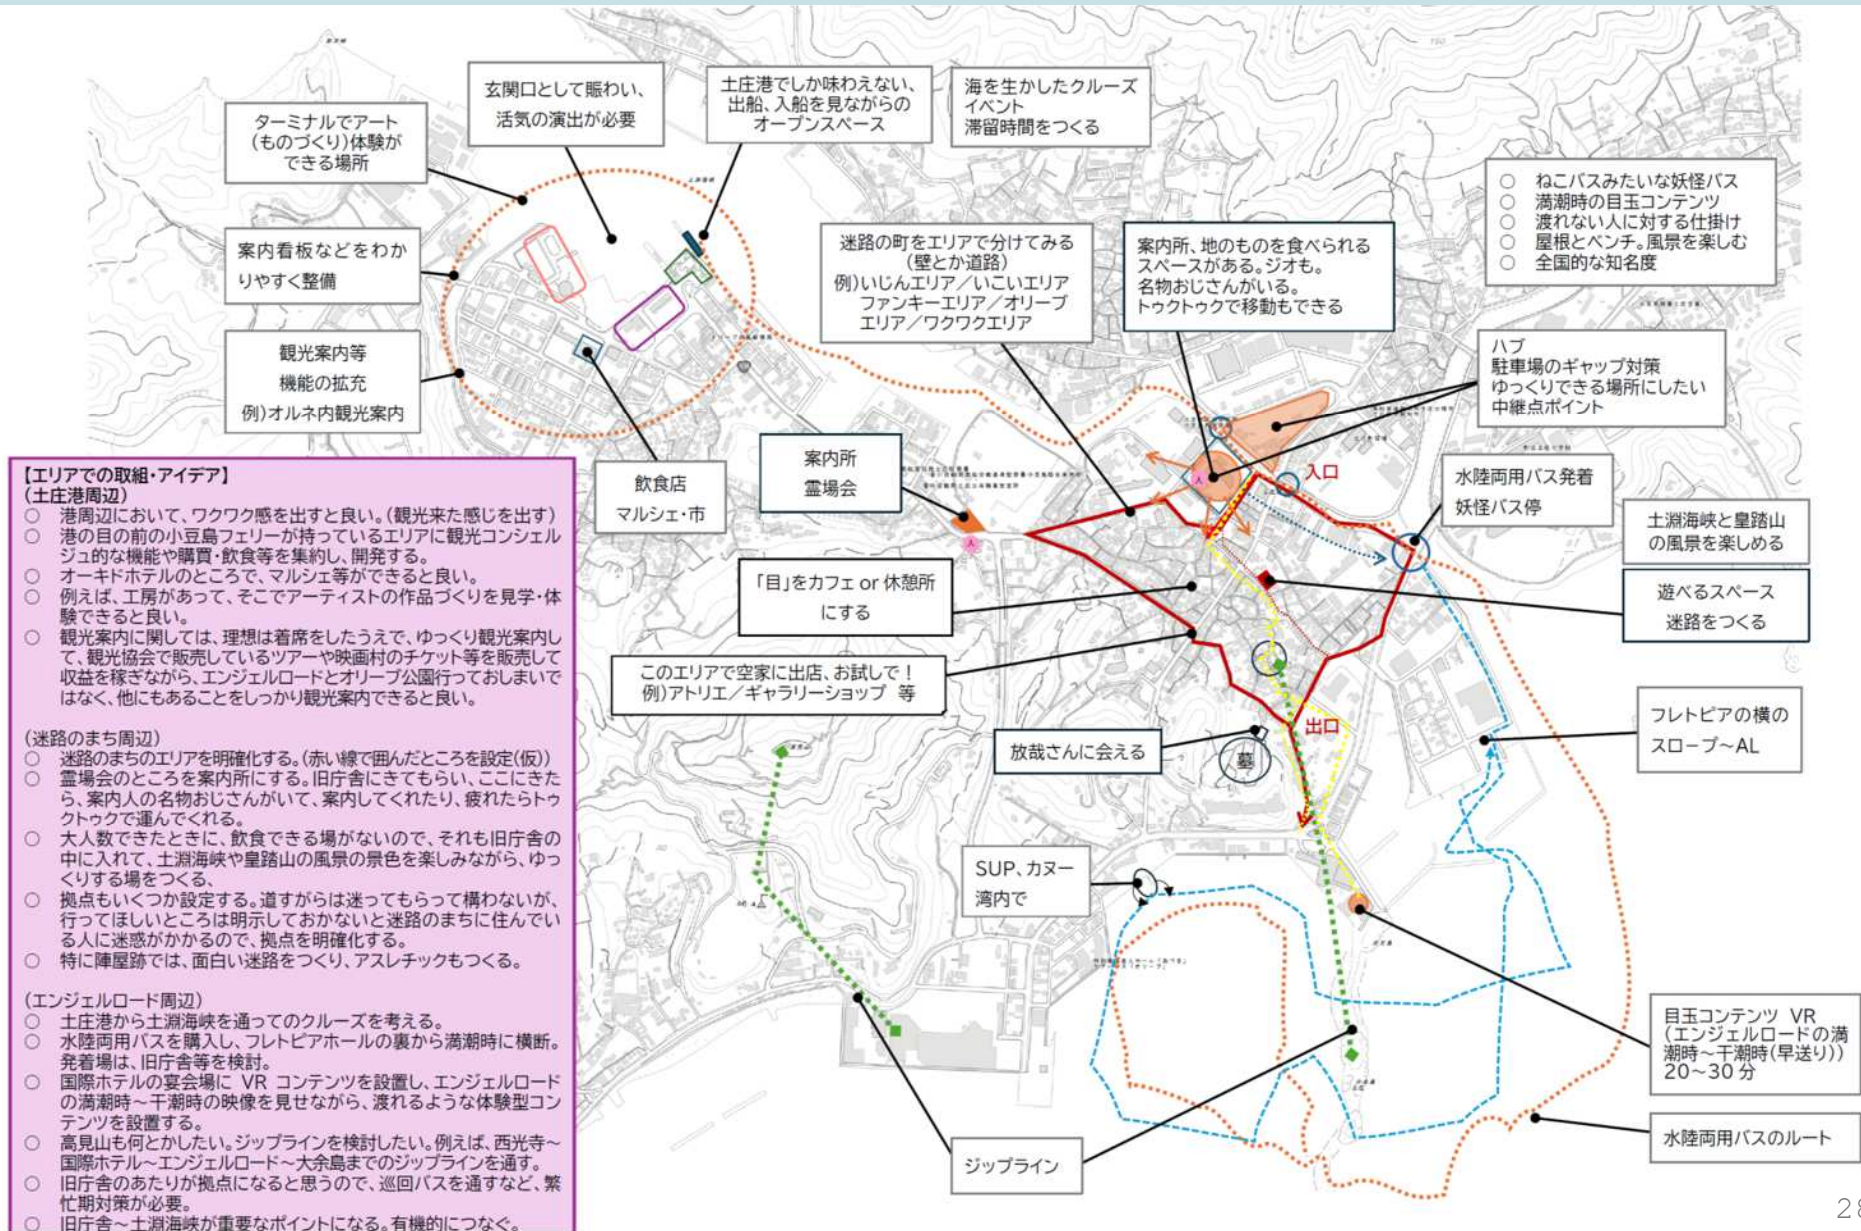 ターミナルでアート
(ものづくり)体験が
できる場所
玄関口として賑わい、
活気の演出が必要
土庄港でしか味わえない、
出船、入船を見ながらの
オープンスペース
海を生かしたクルーズ
イベント
滞留時間をつくる
○ ねこバスみたいな妖怪バス
○ 満潮時の目玉コンテンツ
○ 渡れない人に対する仕掛け
○ 屋根とベンチ。風景を楽しむ
○ 全国的な知名度
案内看板などをわか
りやすく整備
迷路の町をエリアで分けてみる
(壁とか道路)
例)いじんエリア/いこいエリア
ファンキーエリア/オリーブ
エリア/ワクワクエリア
案内所、地のものを食べられる
スペースがある。ジオも。
名物おじさんがいる。
トゥクトゥクで移動もできる
観光案内等
機能の拡充
例)オルネ内観光案内
ハブ
駐車場のギャップ対策
ゆっくりできる場所にしたい
中継点ポイント
飲食店
マルシェ・市
案内所
霊場会
入口
水陸両用バス発着
妖怪バス停
土淵海峡と皇踏山
の風景を楽しめる
「目」をカフェ or 休憩所
にする
遊べるスペース
迷路をつくる
このエリアで空家に出店、お試しで!
例)アトリエ/ギャラリーショップ 等
出口
放哉さんに会える
墓
フレトピアの横の
スロープ~AL
SUP、カヌー
湾内で
目玉コンテンツ VR
(エンジェルロードの満
潮時~干潮時(早送り))
20~30分
水陸両用バスのルート
ジップライン
【エリアでの取組・アイデア】
(土庄港周辺)
○ 港周辺において、ワクワク感を出すと良い。(観光来た感じを出す)
○ 港の目の前の小豆島フェリーが持っているエリアに観光コンシェル
ジュ的な機能や購買・飲食等を集約し、開発する。
○ オーキドホテルのところで、マルシェ等ができると良い。
○ 例えば、工房があって、そこでアーティストの作品づくりを見学・体
験できると良い。
○ 観光案内に関しては、理想は着席をしたうえで、ゆっくり観光案内し
て、観光協会で販売しているツアーや映画村のチケット等を販売して
収益を稼ぎながら、エンジェルロードとオリーブ公園行っておしまいで
はなく、他にもあることをしっかり観光案内できると良い。
(迷路のまち周辺)
○ 迷路のまちのエリアを明確化する。(赤い線で囲んだところを設定(仮))
○ 霊場会のところを案内所にする。旧庁舎にきてもらい、ここにきた
ら、案内人の名物おじさんがいて、案内してくれたり、疲れたらトゥ
クトゥクで運んでくれる。
○ 大人数できたときに、飲食できる場がないので、それも旧庁舎の
中に入れて、土淵海峡や皇踏山の風景の景色を楽しみながら、ゆっ
くりする場をつくる、
○ 拠点もいくつか設定する。道すがらは迷ってもらって構わないが、
行ってほしいところは明示しておかないと迷路のまちに住んでい
る人に迷惑がかかるので、拠点を明確化する。
○ 特に陣屋跡では、面白い迷路をつくり、アスレチックもつくる。
(エンジェルロード周辺)
○ 土庄港から土淵海峡を通ってのクルーズを考える。
○ 水陸両用バスを購入し、フレトピアホールの裏から満潮時に横断。
発着場は、旧庁舎等を検討。
○ 国際ホテルの宴会場に VR コンテンツを設置し、エンジェルロード
の満潮時~干潮時の映像を見せながら、渡れるような体験型コン
テンツを設置する。
○ 高見山も何とかしたい。ジップラインを検討したい。例えば、西光寺~
国際ホテル~エンジェルロード~大余島までのジップラインを通す。
○ 旧庁舎のあたりが拠点になると思うので、巡回バスを通すなど、繁
忙期対策が必要。
○ 旧庁舎~土淵海峡が重要なポイントになる。有機的につなぐ。
28